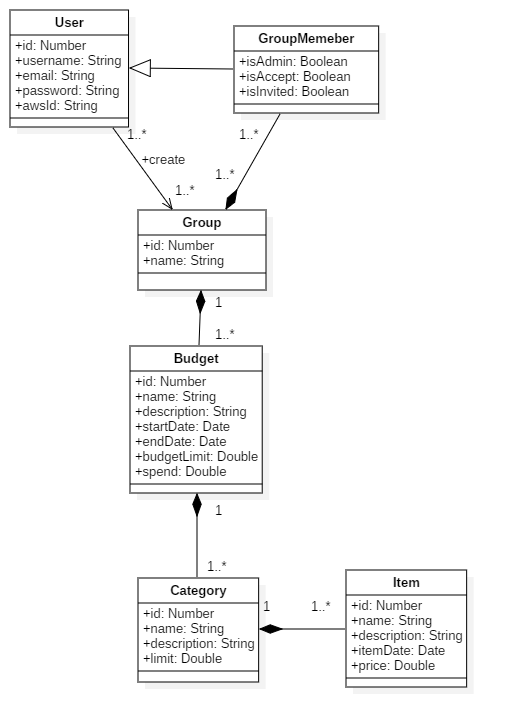 User
+id: Number
+username: String
+email: String
+password: String
+awsId: String
GroupMemeber
+isAdmin: Boolean
+isAccept: Boolean
+isInvited: Boolean
1..*
1..*
+create
1..*
1..*
Group
+id: Number
+name: String
1
1..*
Budget
+id: Number
+name: String
+description: String
+startDate: Date
+endDate: Date
+budgetLimit: Double
+spend: Double
1
1..*
Category
+id: Number
+name: String
+description: String
+limit: Double
1
1..*
Item
+id: Number
+name: String
+description: String
+itemDate: Date
+price: Double